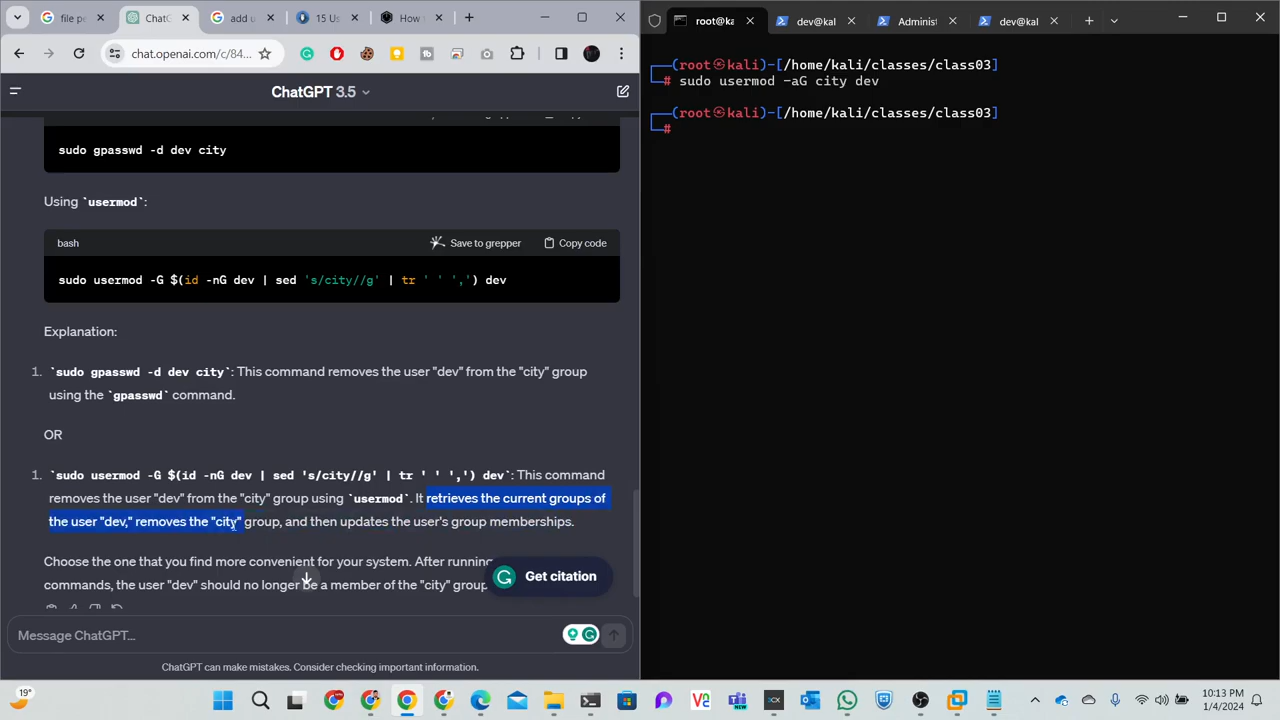 file pe
ChatG
add u
15 Us
How t
chat.openai.com/c/84...
ChatGPT 3.5
sudo gpasswd -d dev city
Using `usermod`:
bash
Save to grepper
Copy code
sudo usermod -G $(id -nG dev | sed 's/city//g' | tr ' ' ',') dev
Explanation:
1. `sudo gpasswd -d dev city`: This command removes the user "dev" from the "city" group
using the `gpasswd` command.
OR
1. `sudo usermod -G $(id -nG dev | sed 's/city//g' | tr ' ' ',') dev`: This command
removes the user "dev" from the "city" group using `usermod`. It retrieves the current groups of
the user "dev," removes the "city" group, and then updates the user's group memberships.
Choose the one that you find more convenient for your system. After running
commands, the user "dev" should no longer be a member of the "city" group
Get citation
Message ChatGPT...
ChatGPT can make mistakes. Consider checking important information.
root@ka
dev@kal
Administ
dev@kal
(root㉿kali)-[/home/kali/classes/class03]
# sudo usermod -aG city dev
(root㉿kali)-[/home/kali/classes/class03]
#
19°
10:13 PM
1/4/2024